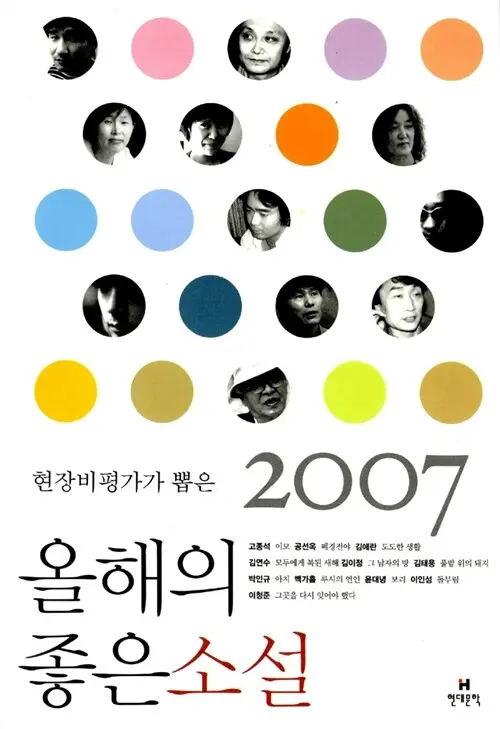 현장비평가가 뽑은 2007
고종석 이모 공선옥 폐경전야 김애란 도도한 생활
김연수 모두에게 복된 새해 김이정 그 남자의 방 김태용 풀밭 위의 돼지
박민규 아치 백가흠 루시의 연인 윤대녕 보리 이인성 돌부림
이청준 그곳을 다시 잊어야 했다
올해의
좋은소설
현대문학